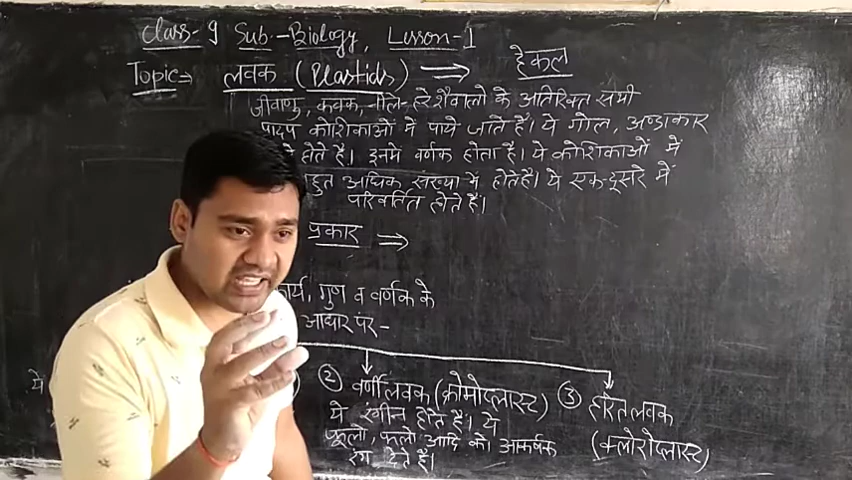 Class- 9 Sub.- Biology, Lesson-1
Topic→ लवक (Plastids) ⇒ हैकल
जीवाणु, कवक, नीले-हरे शैवालो के अतिरिक्त सभी
पादप कोशिकाओं में पाये जाते हैं। ये गोल, अण्डाकार
होते हैं। इनमें वर्णक होता है। ये कोशिकाओं में
अधिक संख्या में होते हैं। ये एक-दूसरे में
परिवर्तित होते हैं।
प्रकार ⇒
गुण व वर्णक के
आधार पर-
② वर्णीलवक (क्रोमोप्लास्ट) ③ हरितलवक
ये रंगीन होते हैं। ये (क्लोरोप्लास्ट)
फूलो, फलो आदि को आकर्षक
रंग देते हैं।